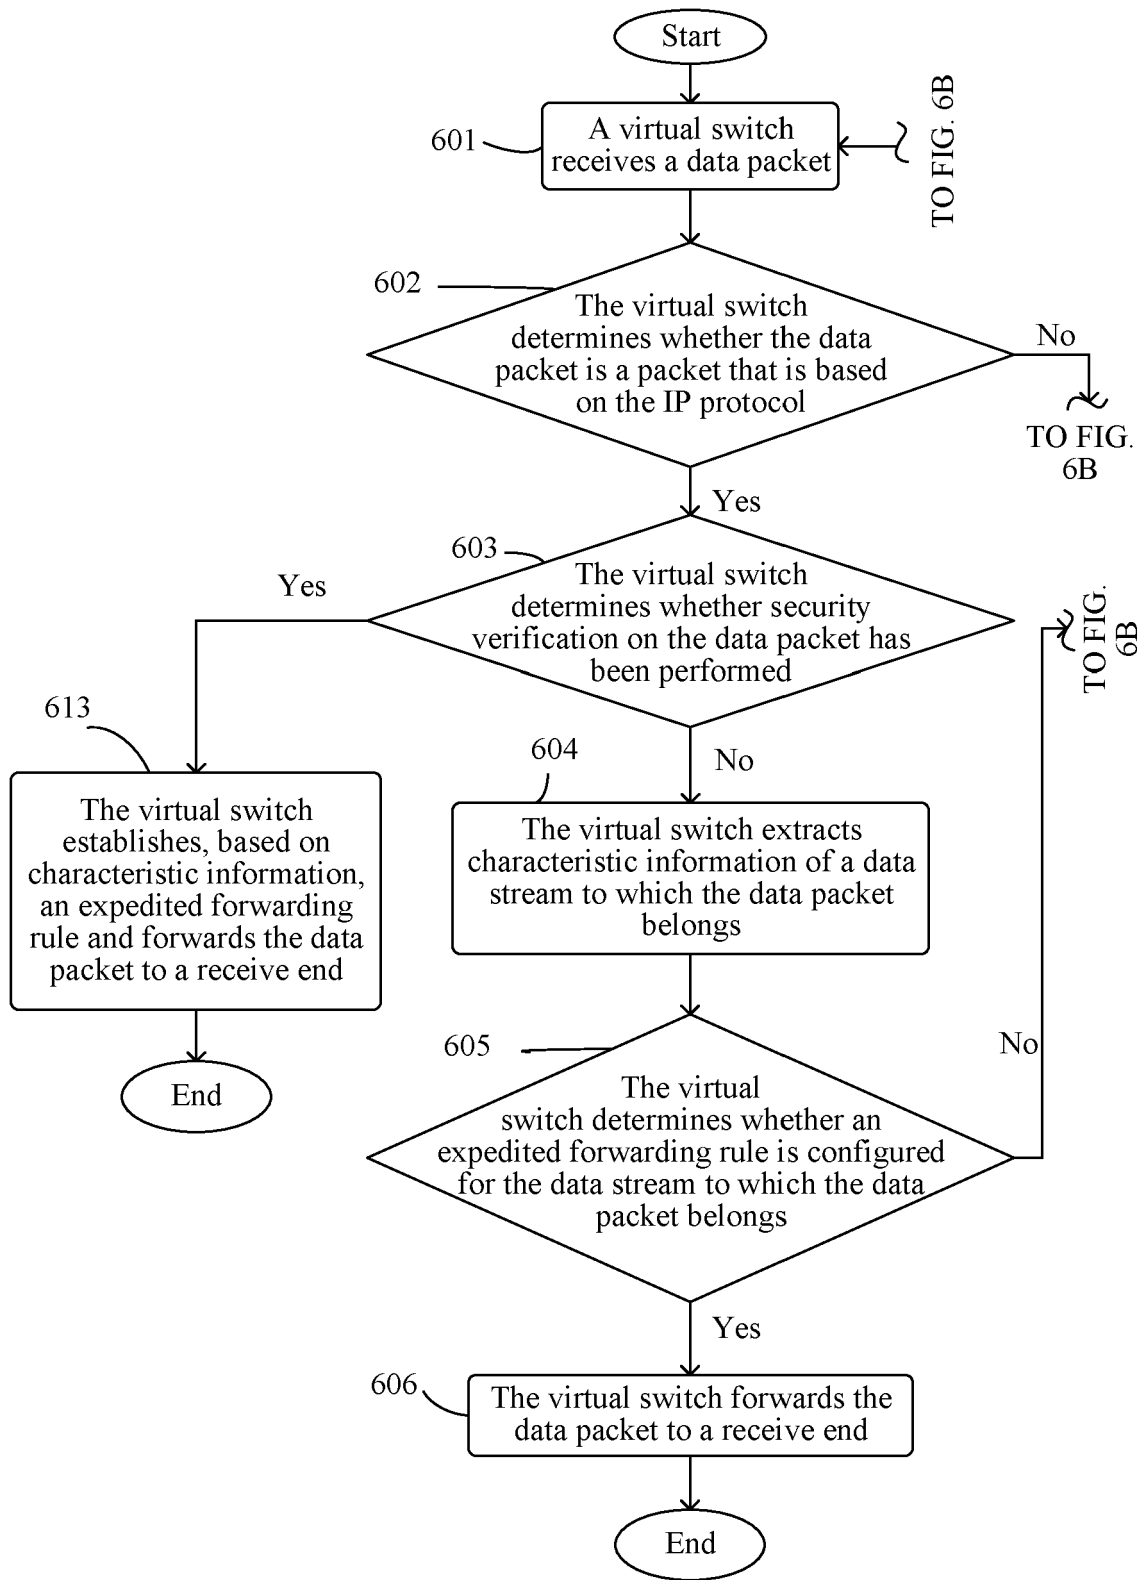 Start
601
A virtual switch
receives a data packet
TO FIG. 6B
602
The virtual switch
determines whether the data
packet is a packet that is based
on the IP protocol
No
TO FIG.
6B
Yes
603
The virtual switch
determines whether security
verification on the data packet has
been performed
Yes
TO FIG.
6B
613
The virtual switch
establishes, based on
characteristic information,
an expedited forwarding
rule and forwards the data
packet to a receive end
End
No
604
The virtual switch extracts
characteristic information of a data
stream to which the data packet
belongs
605
The virtual
switch determines whether an
expedited forwarding rule is configured
for the data stream to which the data
packet belongs
No
Yes
606
The virtual switch forwards the
data packet to a receive end
End